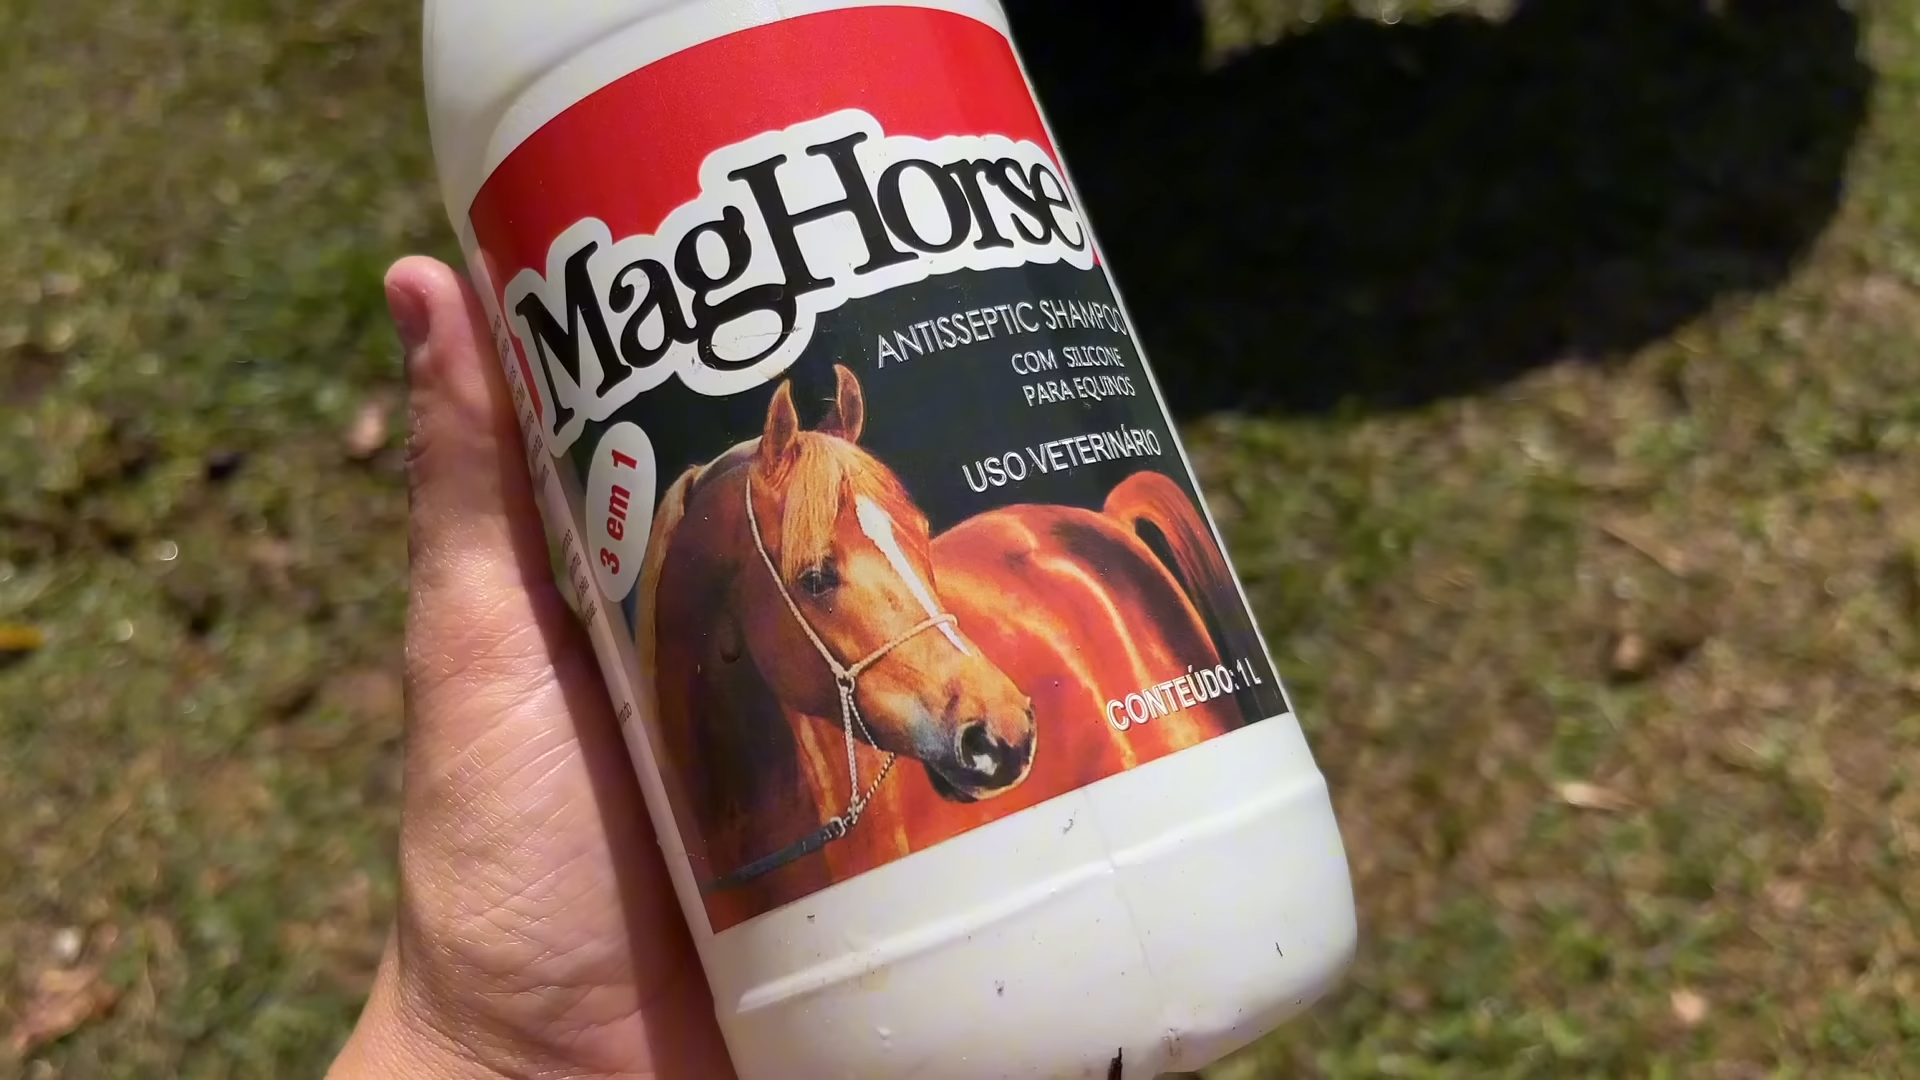 MagHorse
ANTISSEPTIC SHAMPOO
COM SILICONE
PARA EQUINOS
USO VETERINÁRIO
3 em 1
CONTEÚDO: 1 L